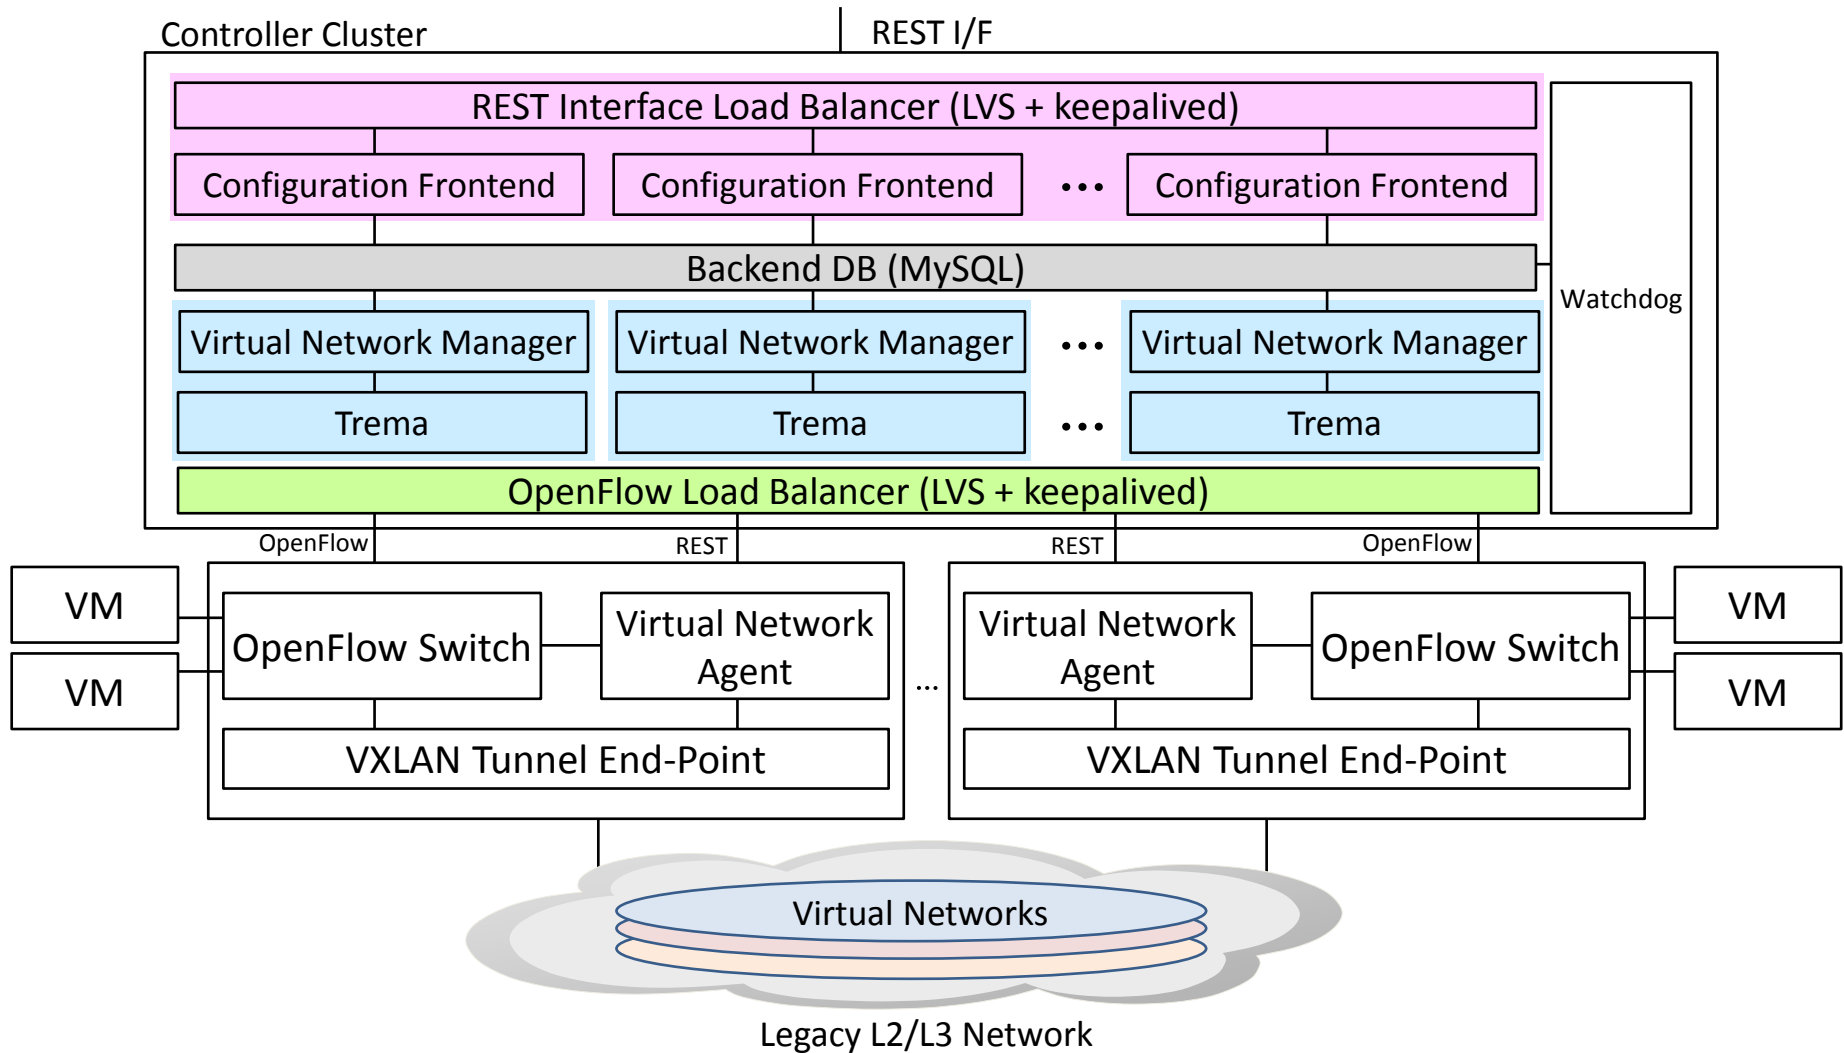 Controller Cluster
REST I/F
REST Interface Load Balancer (LVS + keepalived)
Configuration Frontend
Configuration Frontend
...
Configuration Frontend
Backend DB (MySQL)
Watchdog
Virtual Network Manager
Virtual Network Manager
...
Virtual Network Manager
Trema
Trema
...
Trema
OpenFlow Load Balancer (LVS + keepalived)
OpenFlow
REST
REST
OpenFlow
VM
VM
OpenFlow Switch
Virtual Network
Agent
VXLAN Tunnel End-Point
...
Virtual Network
Agent
OpenFlow Switch
VXLAN Tunnel End-Point
VM
VM
Virtual Networks
Legacy L2/L3 Network